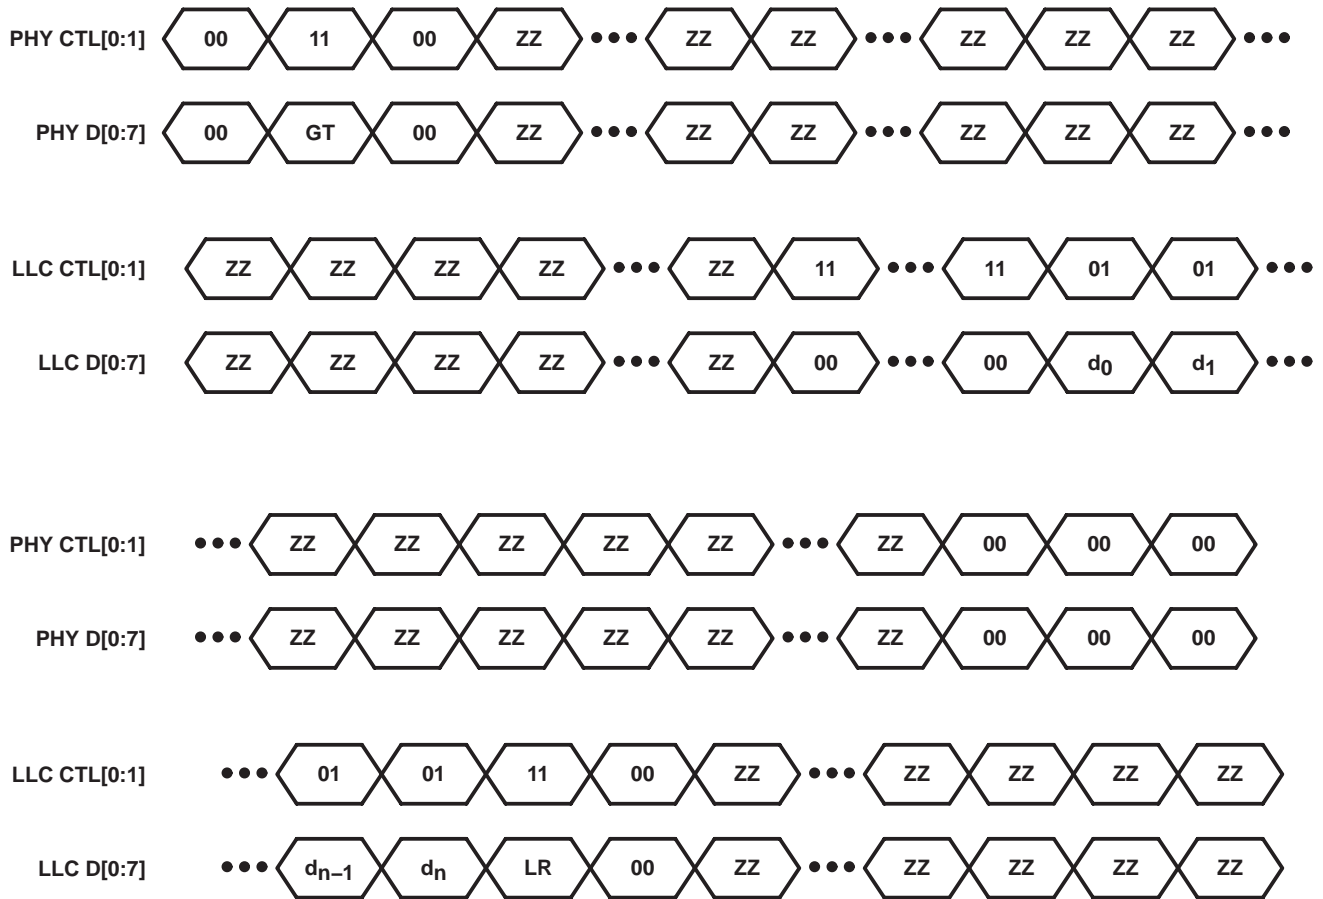 PHY CTL[0:1] 00 11 00 ZZ ••• ZZ ZZ ••• ZZ ZZ ZZ •••
PHY D[0:7] 00 GT 00 ZZ ••• ZZ ZZ ••• ZZ ZZ ZZ •••
LLC CTL[0:1] ZZ ZZ ZZ ZZ ••• ZZ 11 ••• 11 01 01 •••
LLC D[0:7] ZZ ZZ ZZ ZZ ••• ZZ 00 ••• 00 d0 d1 •••
PHY CTL[0:1] ••• ZZ ZZ ZZ ZZ ZZ ••• ZZ 00 00 00
PHY D[0:7] ••• ZZ ZZ ZZ ZZ ZZ ••• ZZ 00 00 00
LLC CTL[0:1] ••• 01 01 11 00 ZZ ••• ZZ ZZ ZZ ZZ
LLC D[0:7] ••• dn–1 dn LR 00 ZZ ••• ZZ ZZ ZZ ZZ